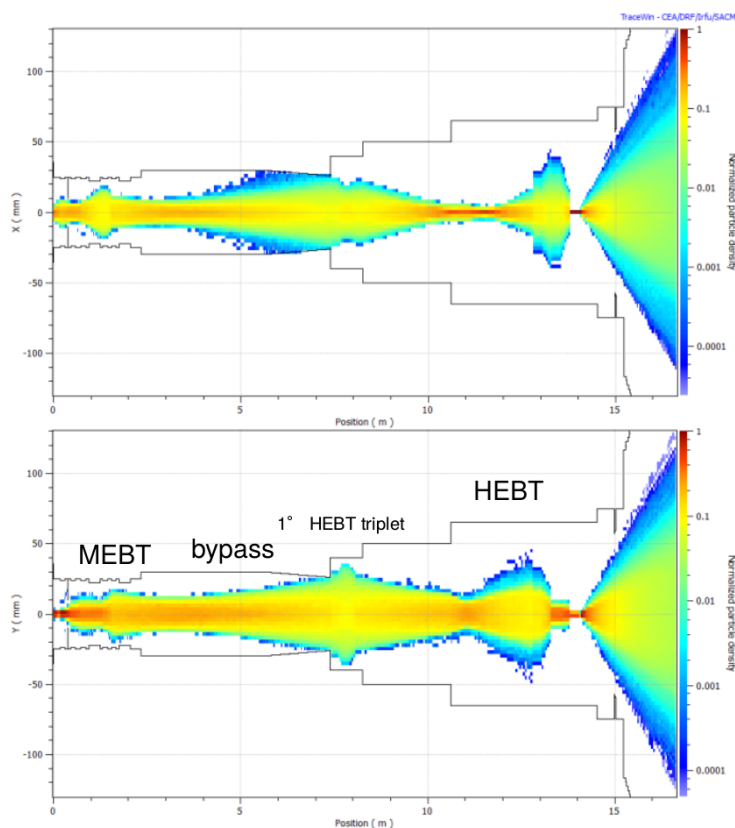 TraceWin - CEA/DRF/Irfu/SACM
X ( mm )
100
50
0
-50
-100
0
5
10
15
Position ( m )
1
0.1
0.01
0.001
0.0001
Normalized particle density
Y ( mm )
100
50
0
-50
-100
MEBT
bypass
1° HEBT triplet
HEBT
0
5
10
15
Position ( m )
1
0.1
0.01
0.001
0.0001
Normalized particle density